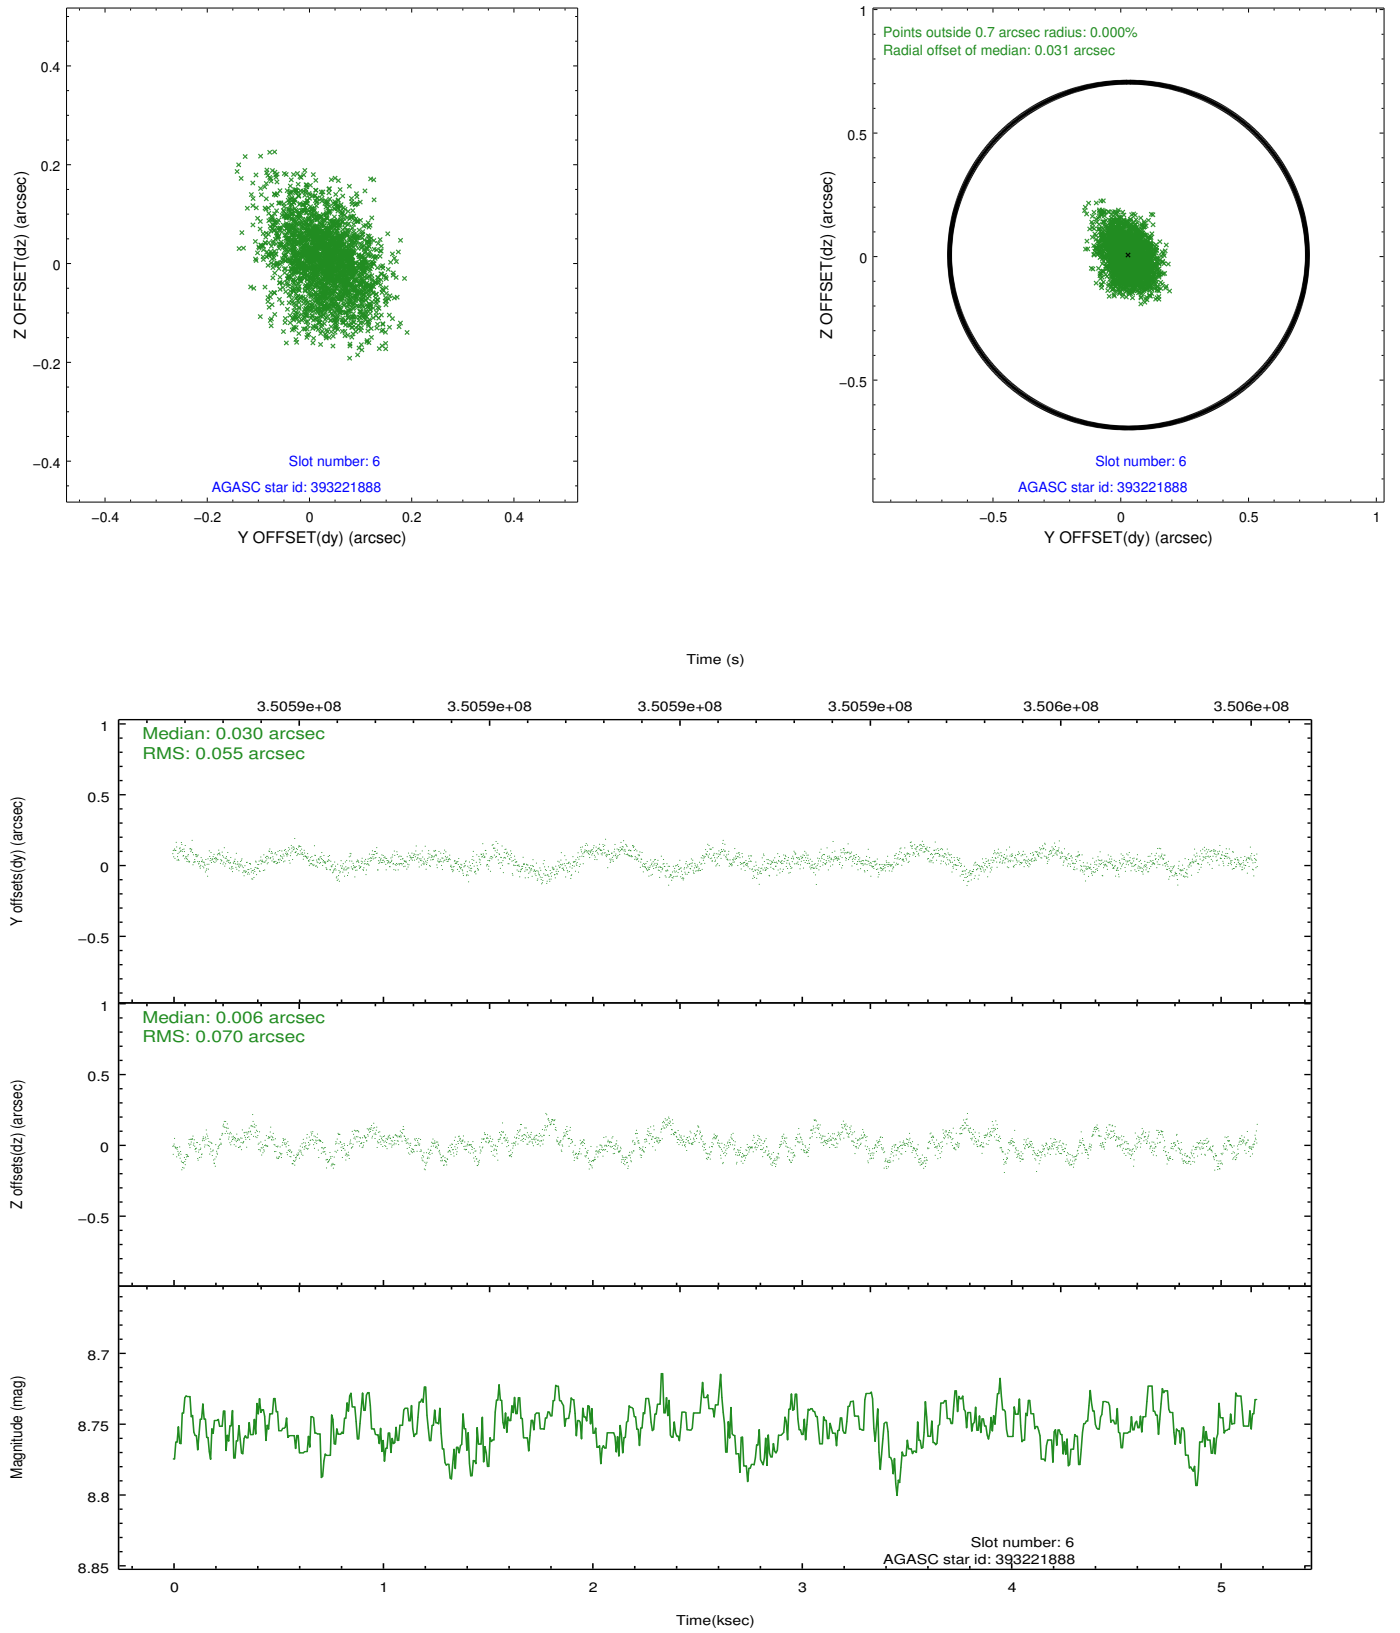 0.4
0.2
0
−0.2
−0.4
Z OFFSET(dz) (arcsec)
Slot number: 6
AGASC star id: 393221888
−0.4 −0.2 0 0.2 0.4
Y OFFSET(dy) (arcsec)
Points outside 0.7 arcsec radius: 0.000%
Radial offset of median: 0.031 arcsec
1
0.5
0
−0.5
Z OFFSET(dz) (arcsec)
Slot number: 6
AGASC star id: 393221888
−0.5 0 0.5 1
Y OFFSET(dy) (arcsec)
Time (s)
3.5059e+08 3.5059e+08 3.5059e+08 3.5059e+08 3.506e+08 3.506e+08
Median: 0.030 arcsec
RMS: 0.055 arcsec
1
0.5
0
−0.5
Y offsets(dy) (arcsec)
Median: 0.006 arcsec
RMS: 0.070 arcsec
1
0.5
0
−0.5
Z offsets(dz) (arcsec)
8.7
8.75
8.8
8.85
Magnitude (mag)
Slot number: 6
AGASC star id: 393221888
0 1 2 3 4 5
Time(ksec)